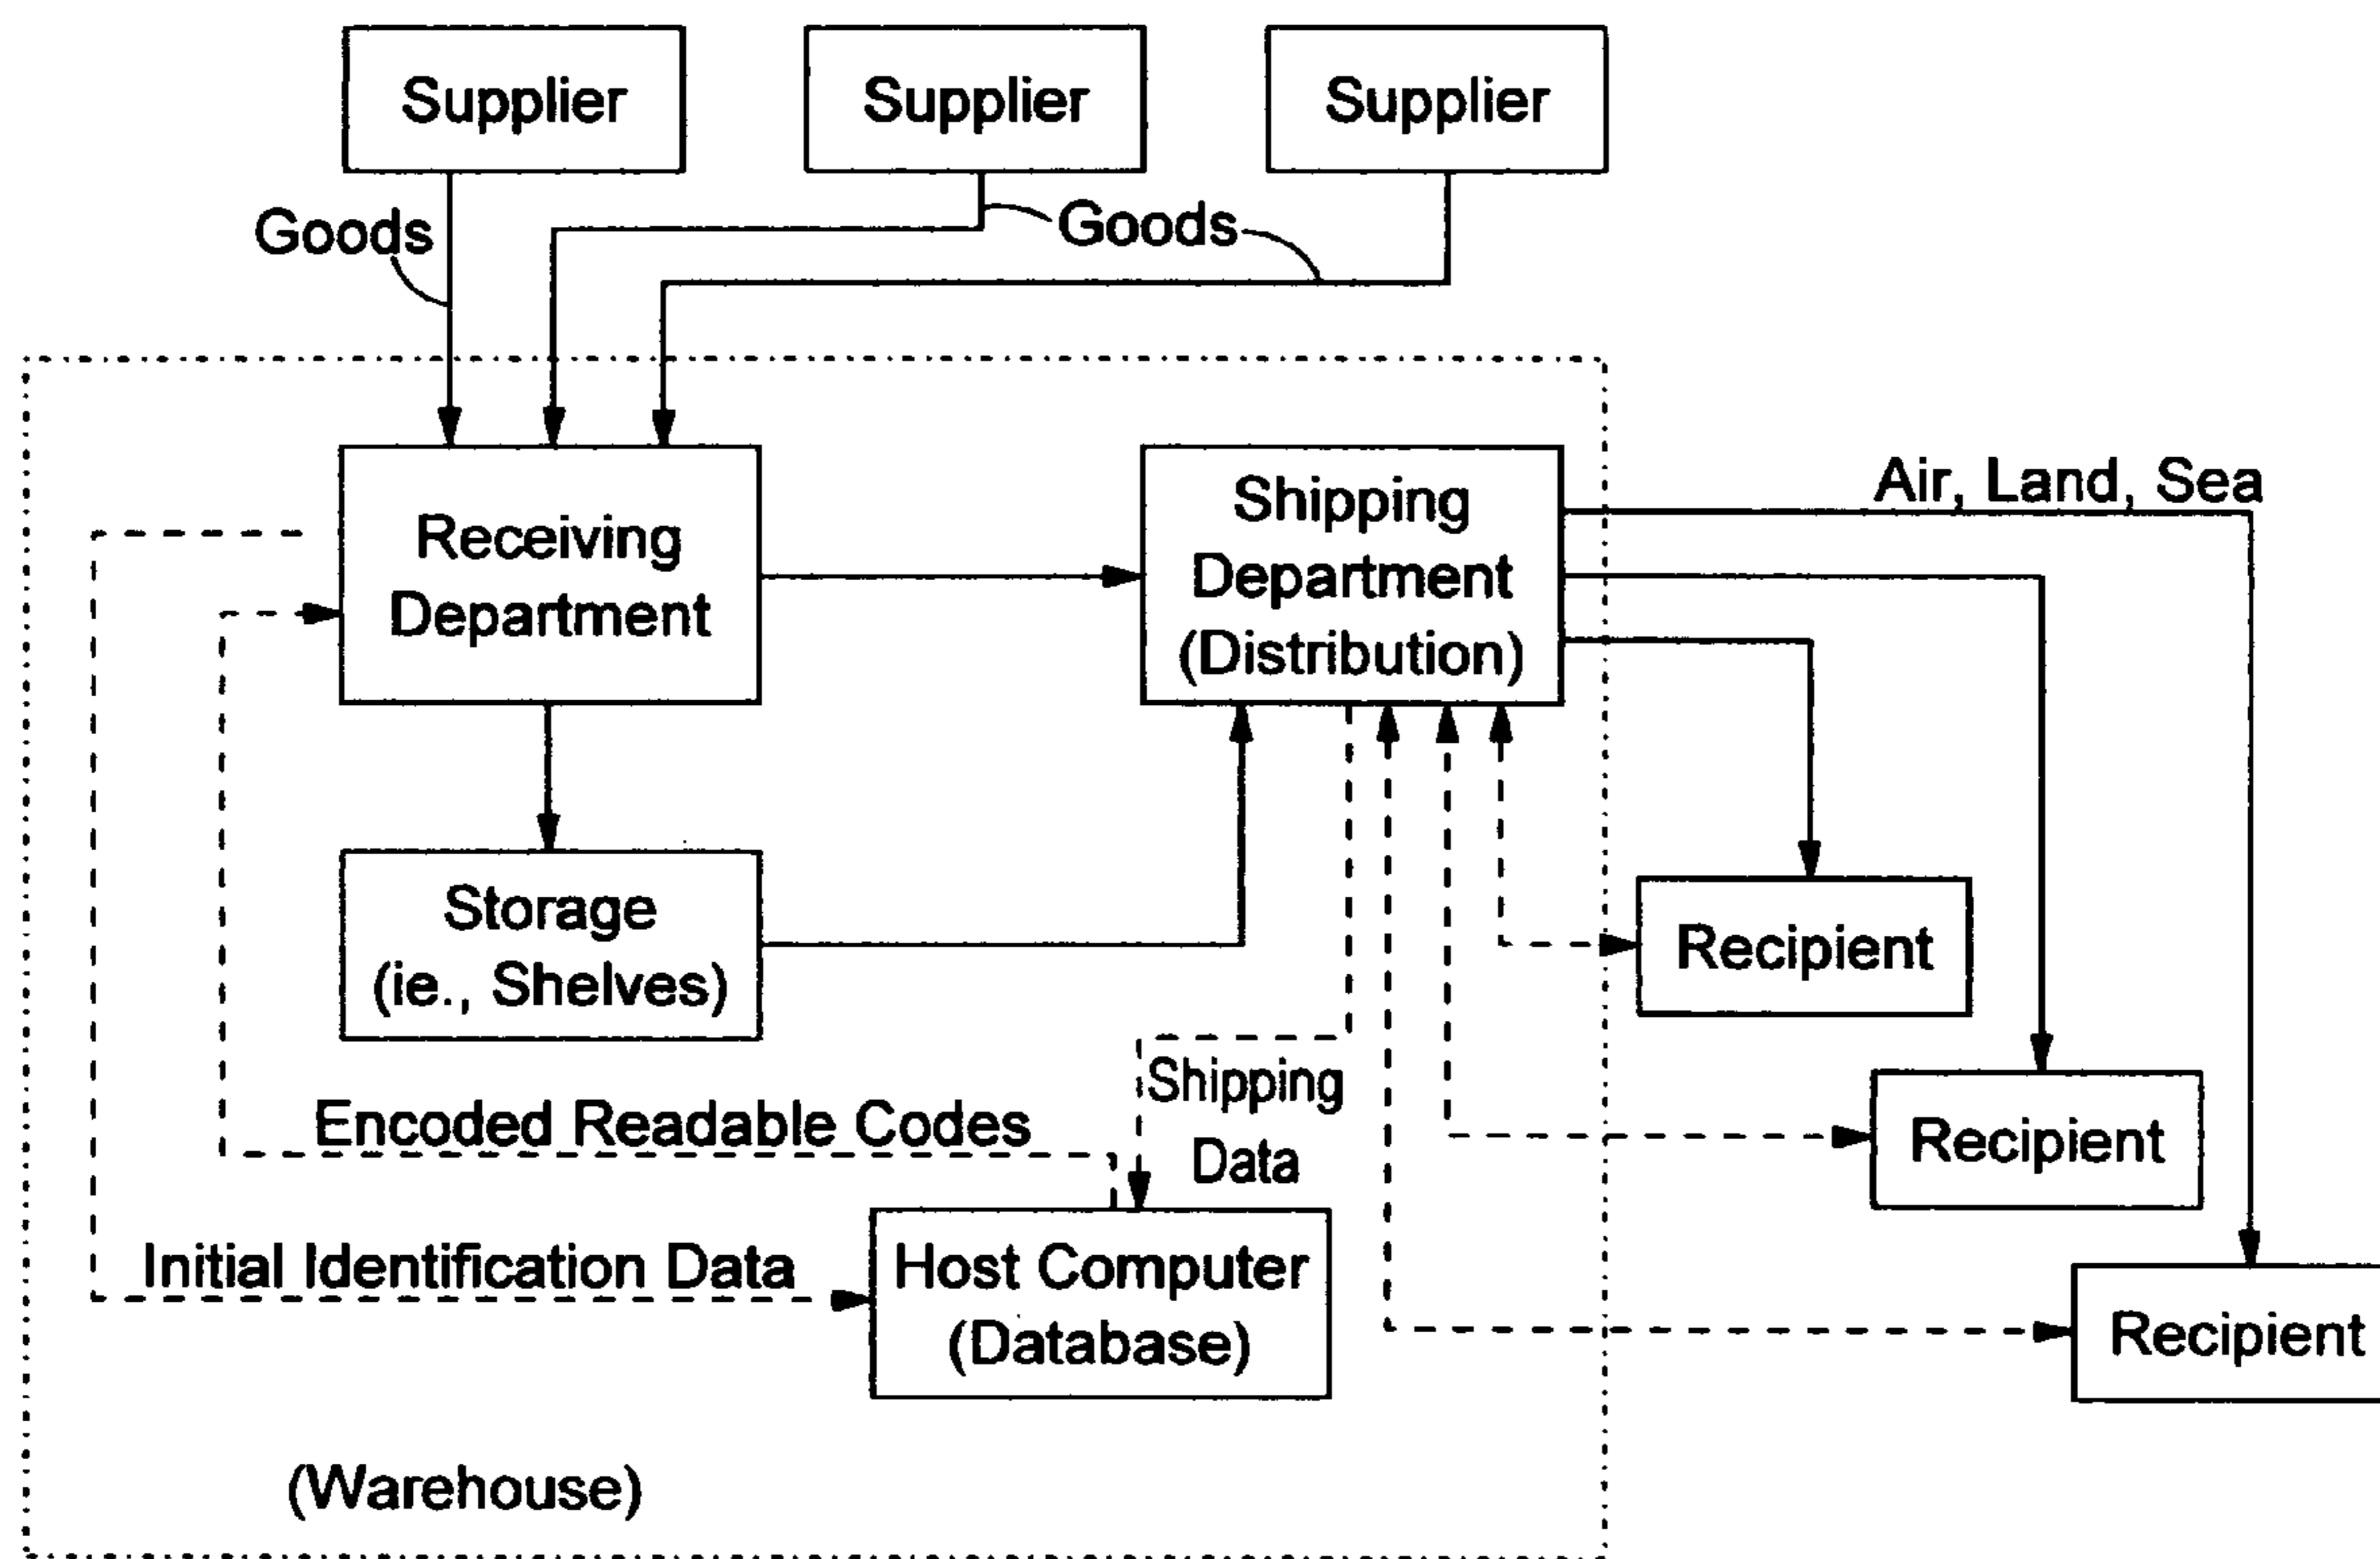 Supplier
Supplier
Supplier
Goods
Goods
Air, Land, Sea
Receiving
Department
Shipping
Department
(Distribution)
Storage
(ie., Shelves)
Recipient
Shipping
Data
Encoded Readable Codes
Recipient
Initial Identification Data
Host Computer
(Database)
Recipient
(Warehouse)